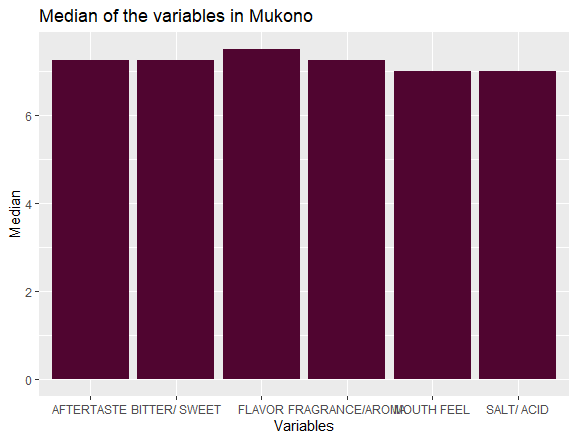 Median of the variables in Mukono
Median
6
4
2
0
AFTERTASTE BITTER/ SWEET FLAVOR FRAGRANCE/AROMA MOUTH FEEL SALT/ ACID
Variables